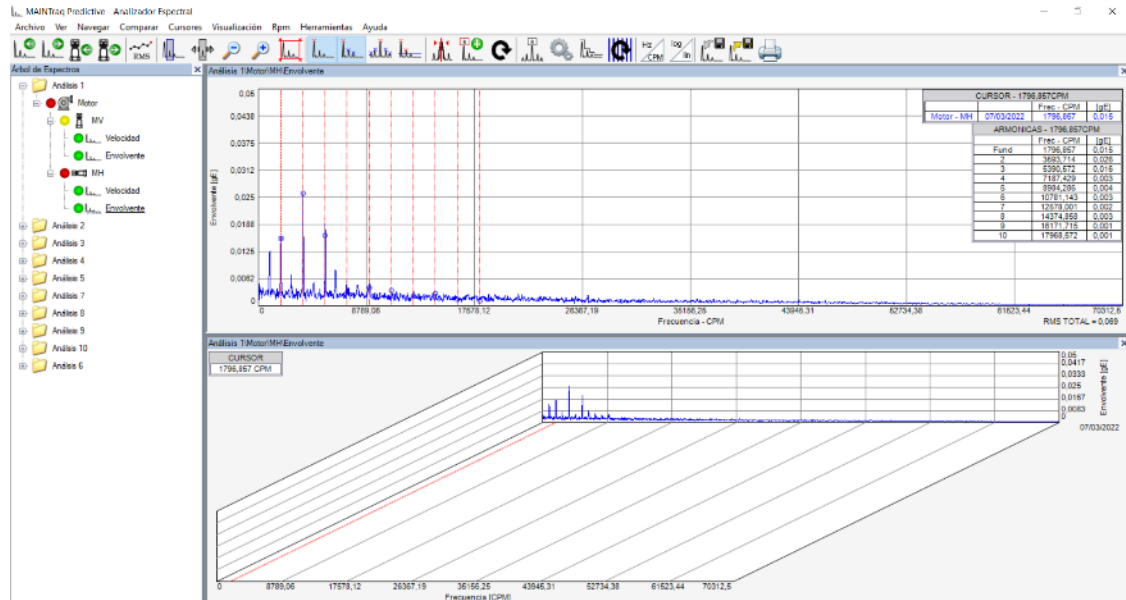 MAINTraq Predictive - Analizador Espectral
Archivo Ver Navegar Comparar Cursores Visualización Rpm Herramientas Ayuda
RMS
Hz
CPM
log
lin
Árbol de Espectros
Análisis 1
Motor
MV
Velocidad
Envolvente
MH
Velocidad
Envolvente
Análisis 2
Análisis 3
Análisis 4
Análisis 5
Análisis 7
Análisis 8
Análisis 9
Análisis 10
Análisis 6
Análisis 1\Motor\MH\Envolvente
Envolvente [gE]
0,05
0,0438
0,0375
0,0312
0,025
0,0188
0,0125
0,0062
0
0 8789,06 17578,12 26367,19 35156,25 43945,31 52734,38 61523,44 70312,5
Frecuencia - CPM
RMS TOTAL = 0,069
CURSOR - 1796,857CPM
Frec - CPM [gE]
Motor - MH 07/03/2022 1796,857 0,015
ARMONICAS - 1796,857CPM
Frec - CPM [gE]
Fund 1796,857 0,015
2 3593,714 0,026
3 5390,572 0,016
4 7187,429 0,003
5 8984,286 0,004
6 10781,143 0,003
7 12578,001 0,002
8 14374,858 0,003
9 16171,715 0,001
10 17968,572 0,001
Análisis 1\Motor\MH\Envolvente
CURSOR
1796,857 CPM
0,05
0,0417
0,0333
0,025
0,0167
0,0083
0
Envolvente [gE]
07/03/2022
0 8789,06 17578,12 26367,19 35156,25 43945,31 52734,38 61523,44 70312,5
Frecuencia [CPM]